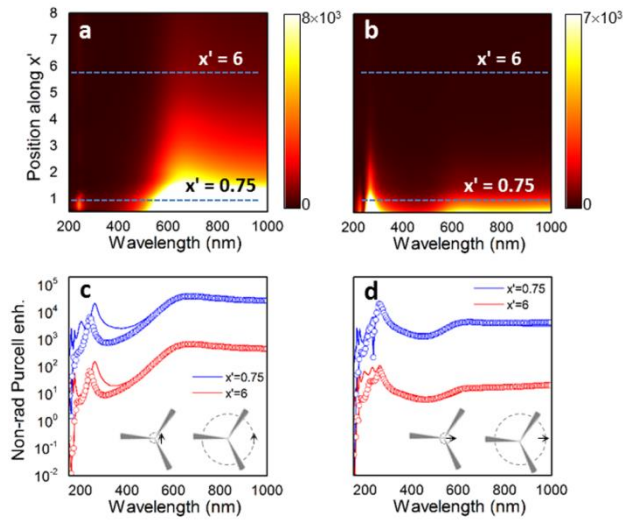 a
b
8×10³
7×10³
x' = 6
x' = 6
x' = 0.75
x' = 0.75
Position along x'
8
7
6
5
4
3
2
1
0
0
200 400 600 800 1000
200 400 600 800 1000
Wavelength (nm)
Wavelength (nm)
c
d
Non-rad Purcell enh.
10⁵
10⁴
10³
10²
10¹
10⁰
10⁻¹
10⁻²
x'=0.75
x'=6
x'=0.75
x'=6
200 400 600 800 1000
200 400 600 800 1000
Wavelength (nm)
Wavelength (nm)